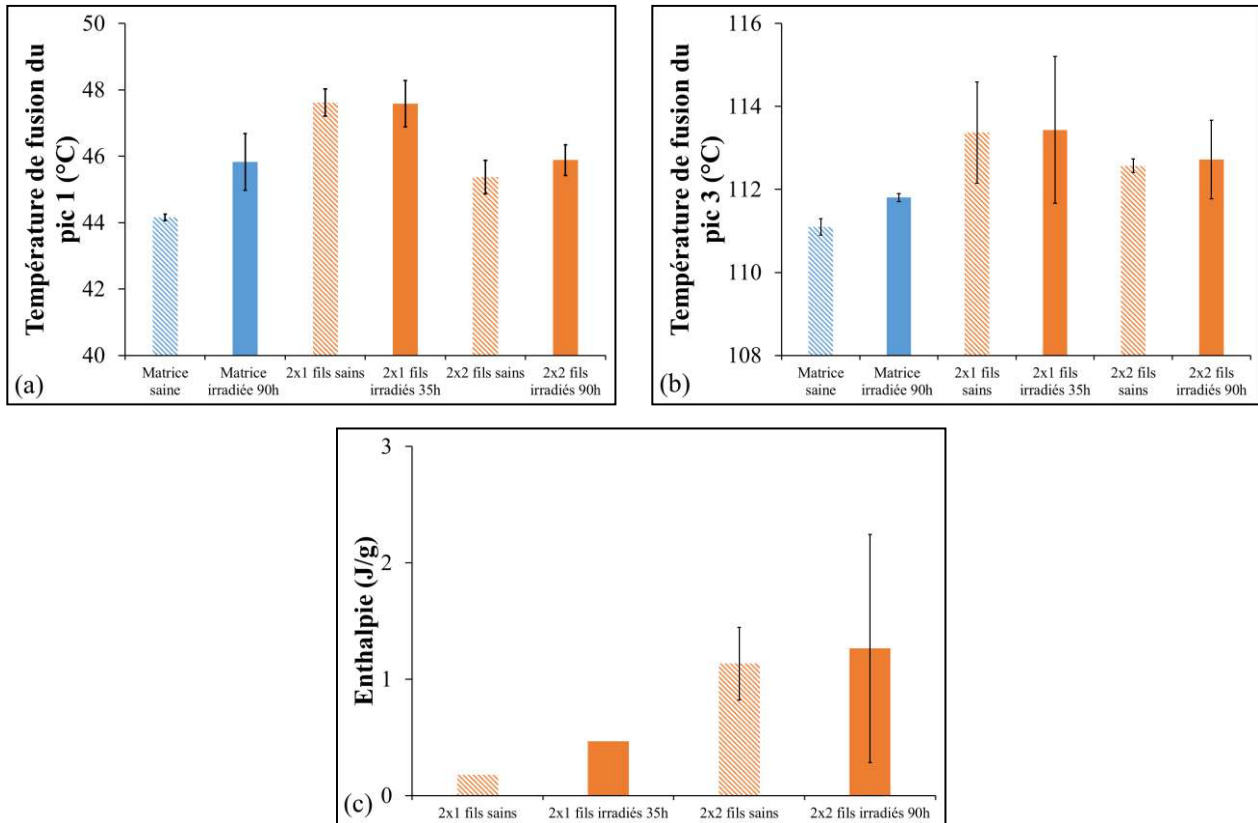 Température de fusion du
pic 1 (°C)
50
48
46
44
42
40
Matrice
saine
Matrice
irradiée 90h
2x1 fils sains
2x1 fils
irradiés 35h
2x2 fils sains
2x2 fils
irradiés 90h
(a)
Température de fusion du
pic 3 (°C)
116
114
112
110
108
Matrice
saine
Matrice
irradiée 90h
2x1 fils
sains
2x1 fils
irradiés 35h
2x2 fils
sains
2x2 fils
irradiés 90h
(b)
Enthalpie (J/g)
3
2
1
0
2x1 fils sains
2x1 fils irradiés 35h
2x2 fils sains
2x2 fils irradiés 90h
(c)